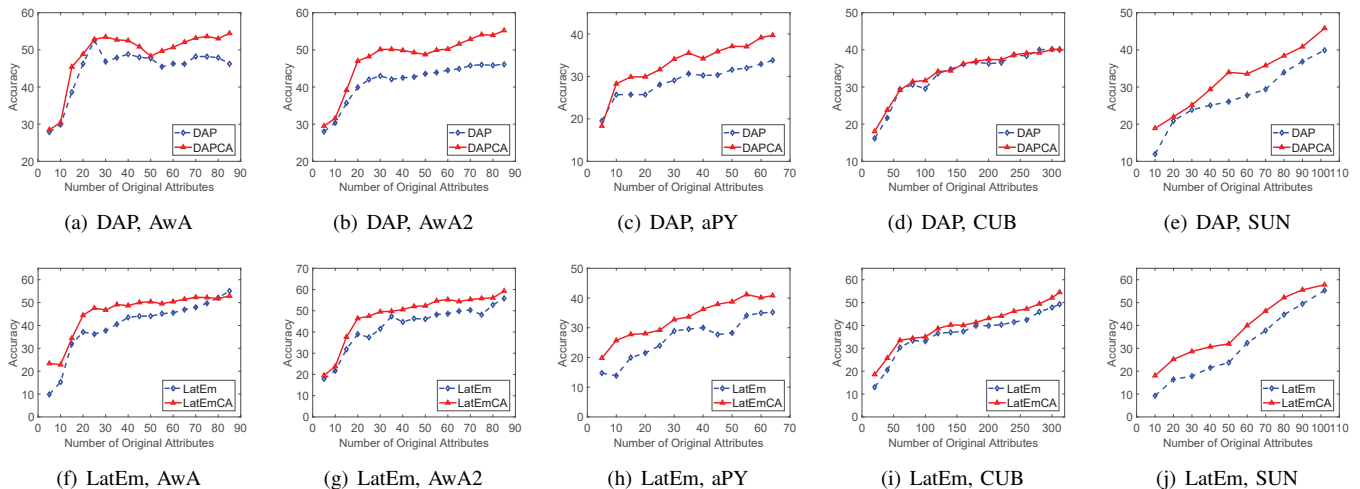 60
50
40
30
20
0 10 20 30 40 50 60 70 80 90
Accuracy
Number of Original Attributes
DAP
DAPCA
(a) DAP, AwA
60
50
40
30
20
0 10 20 30 40 50 60 70 80 90
Accuracy
Number of Original Attributes
DAP
DAPCA
(b) DAP, AwA2
50
40
30
20
10
0 10 20 30 40 50 60 70
Accuracy
Number of Original Attributes
DAP
DAPCA
(c) DAP, aPY
50
40
30
20
10
0 50 100 150 200 250 300
Accuracy
Number of Original Attributes
DAP
DAPCA
(d) DAP, CUB
50
40
30
20
10
0 10 20 30 40 50 60 70 80 90 100 110
Accuracy
Number of Original Attributes
DAP
DAPCA
(e) DAP, SUN
60
50
40
30
20
10
0
0 10 20 30 40 50 60 70 80 90
Accuracy
Number of Original Attributes
LatEm
LatEmCA
(f) LatEm, AwA
70
60
50
40
30
20
10
0
0 10 20 30 40 50 60 70 80 90
Accuracy
Number of Original Attributes
LatEm
LatEmCA
(g) LatEm, AwA2
50
40
30
20
10
0
0 10 20 30 40 50 60 70
Accuracy
Number of Original Attributes
LatEm
LatEmCA
(h) LatEm, aPY
60
50
40
30
20
10
0
0 50 100 150 200 250 300
Accuracy
Number of Original Attributes
LatEm
LatEmCA
(i) LatEm, CUB
60
50
40
30
20
10
0
0 10 20 30 40 50 60 70 80 90 100 110
Accuracy
Number of Original Attributes
LatEm
LatEmCA
(j) LatEm, SUN